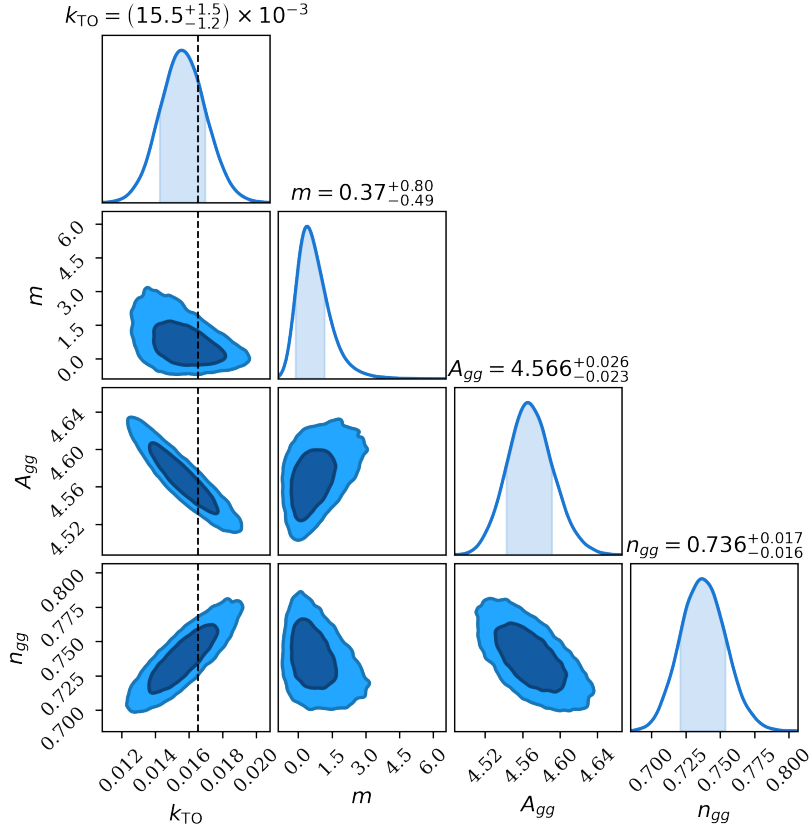 k_TO = (15.5^{+1.5}_{-1.2}) × 10^{-3}
m = 0.37^{+0.80}_{-0.49}
6.0
4.5
3.0
1.5
0.0
m
A_gg = 4.566^{+0.026}_{-0.023}
4.64
4.60
4.56
4.52
A_gg
n_gg = 0.736^{+0.017}_{-0.016}
0.800
0.775
0.750
0.725
0.700
n_gg
0.012 0.014 0.016 0.018 0.020
0.0 1.5 3.0 4.5 6.0
4.52 4.56 4.60 4.64
0.700 0.725 0.750 0.775 0.800
k_TO
m
A_gg
n_gg